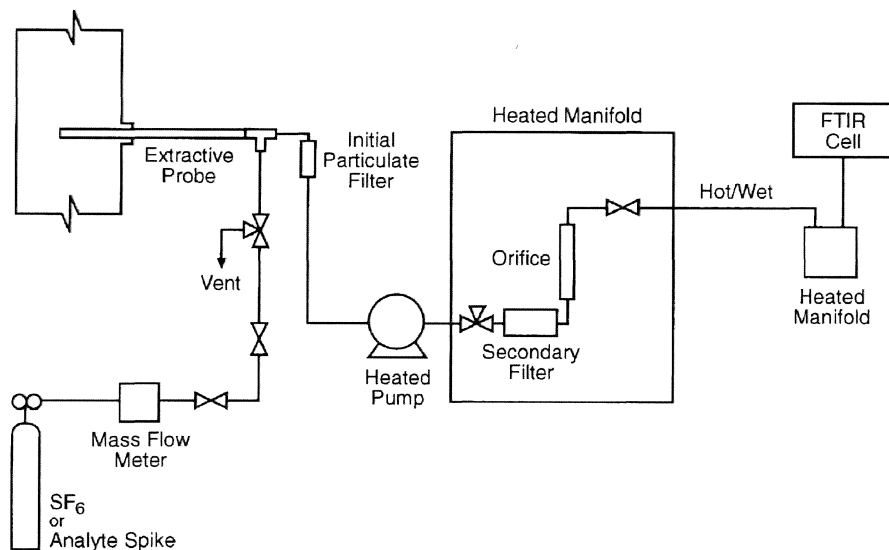 Extractive
Probe
Initial
Particulate
Filter
Vent
Mass Flow
Meter
SF6
or
Analyte Spike
Heated
Pump
Heated Manifold
Orifice
Secondary
Filter
Hot/Wet
FTIR
Cell
Heated
Manifold